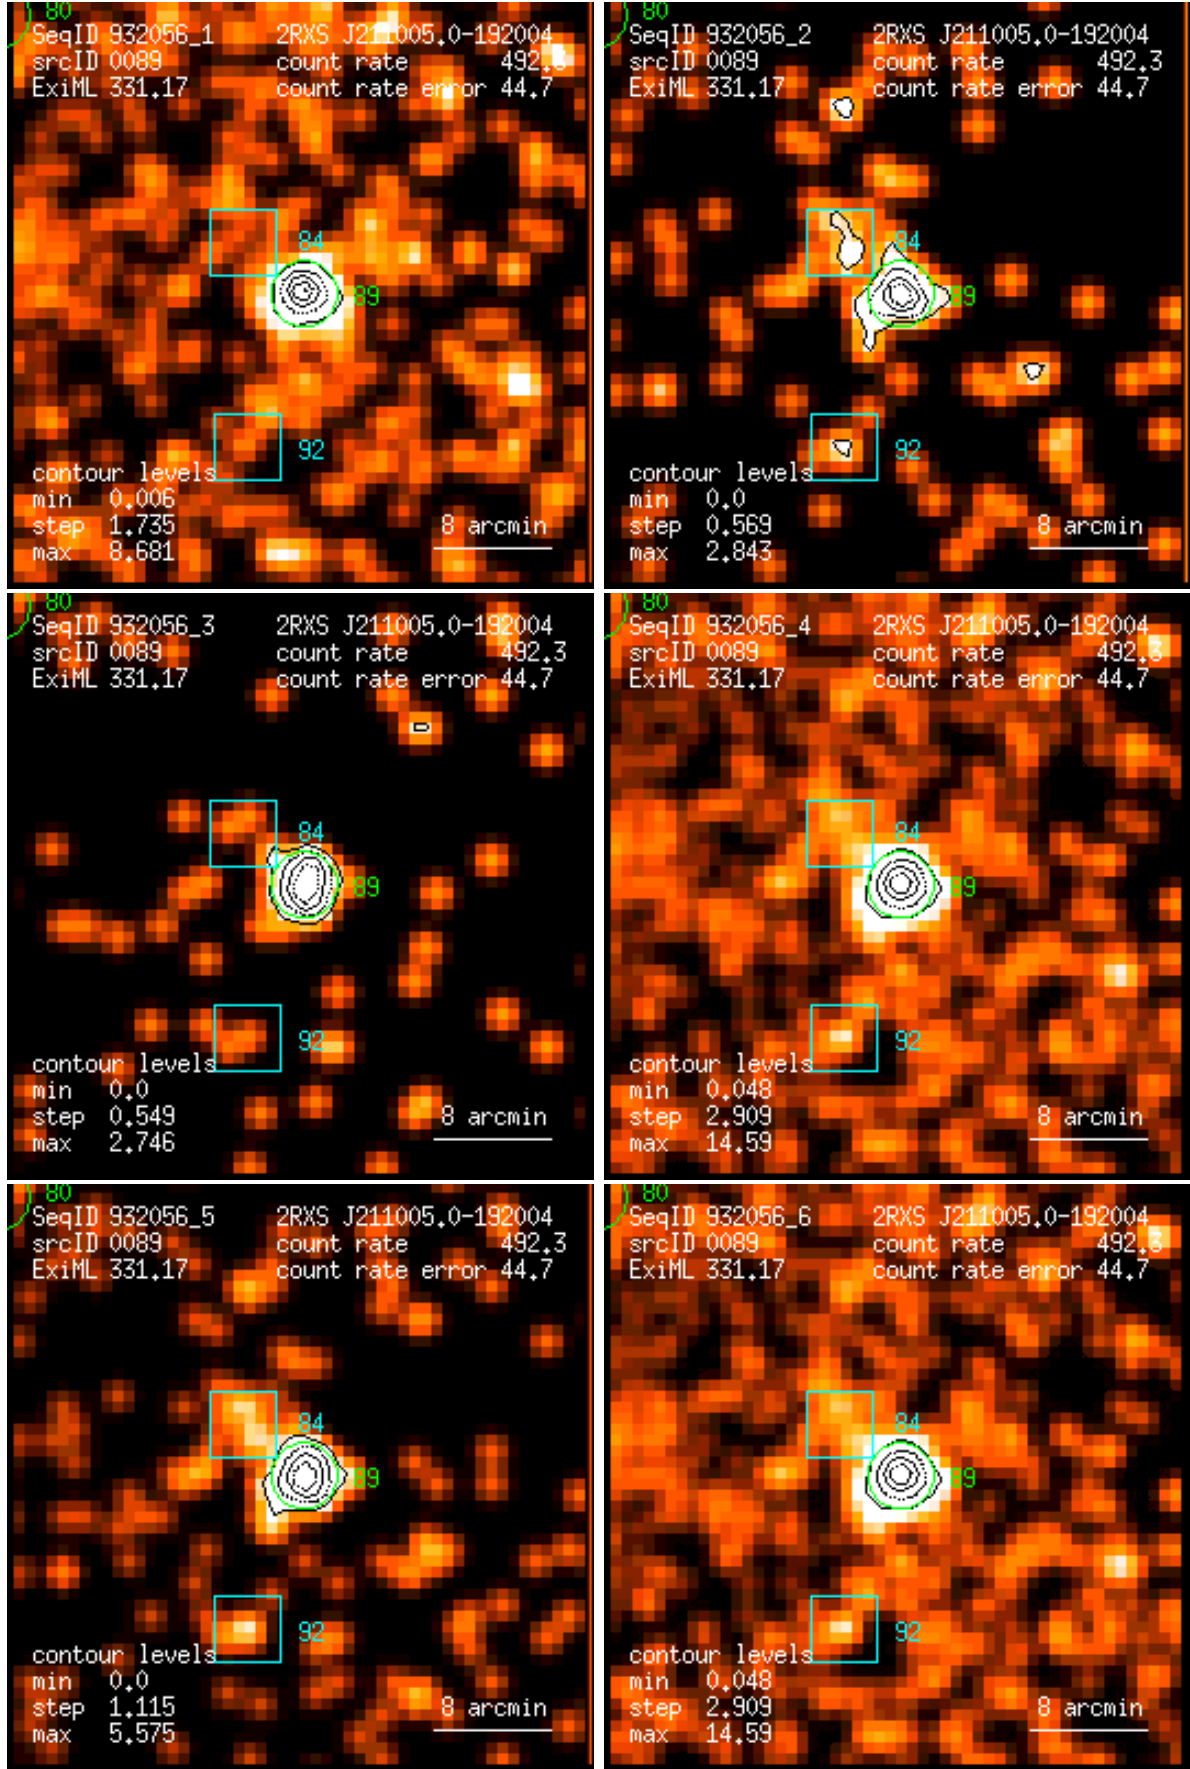 80
SeqID 932056_1 2RXS J211005.0-192004
srcID 0089 count rate 492.3
ExiML 331.17 count rate error 44.7
84
89
92
contour levels
min 0.006
step 1.735 8 arcmin
max 8.681
80
SeqID 932056_2 2RXS J211005.0-192004
srcID 0089 count rate 492.3
ExiML 331.17 count rate error 44.7
84
89
92
contour levels
min 0.0
step 0.569 8 arcmin
max 2.843
80
SeqID 932056_3 2RXS J211005.0-192004
srcID 0089 count rate 492.3
ExiML 331.17 count rate error 44.7
84
89
92
contour levels
min 0.0
step 0.549 8 arcmin
max 2.746
80
SeqID 932056_4 2RXS J211005.0-192004
srcID 0089 count rate 492.3
ExiML 331.17 count rate error 44.7
84
89
92
contour levels
min 0.048
step 2.909 8 arcmin
max 14.59
80
SeqID 932056_5 2RXS J211005.0-192004
srcID 0089 count rate 492.3
ExiML 331.17 count rate error 44.7
84
89
92
contour levels
min 0.0
step 1.115 8 arcmin
max 5.575
80
SeqID 932056_6 2RXS J211005.0-192004
srcID 0089 count rate 492.3
ExiML 331.17 count rate error 44.7
84
89
92
contour levels
min 0.048
step 2.909 8 arcmin
max 14.59